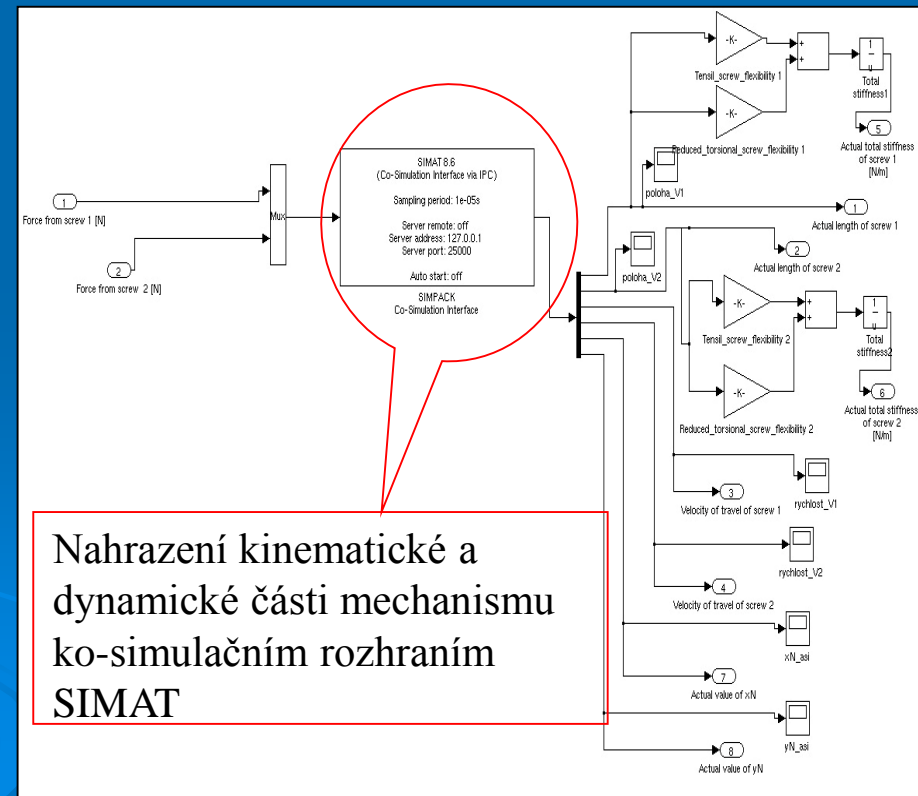 1
Force from screw 1 [N]
2
Force from screw 2 [N]
Mux
SIMAT 8.6
(Co-Simulation Interface via IPC)
Sampling period: 1e-05s
Server remote: off
Server address: 127.0.0.1
Server port: 25000
Auto start: off
SIMPACK
Co-Simulation Interface
-K-
Tensil_screw_flexibility 1
-K-
Reduced_torsional_screw_flexibility 1
+
+
1
u
Total
stiffness1
5
Actual total stiffness
of screw 1
[N/m]
poloha_V1
1
Actual length of screw 1
poloha_V2
2
Actual length of screw 2
-K-
Tensil_screw_flexibility 2
-K-
Reduced_torsional_screw_flexibility 2
+
+
1
u
Total
stiffness2
6
Actual total stiffness
of screw 2
[N/m]
rychlost_V1
3
Velocity of travel of screw 1
rychlost_V2
4
Velocity of travel of screw 2
xN_asi
7
Actual value of xN
yN_asi
8
Actual value of yN
Nahrazení kinematické a
dynamické části mechanismu
ko-simulačním rozhraním
SIMAT